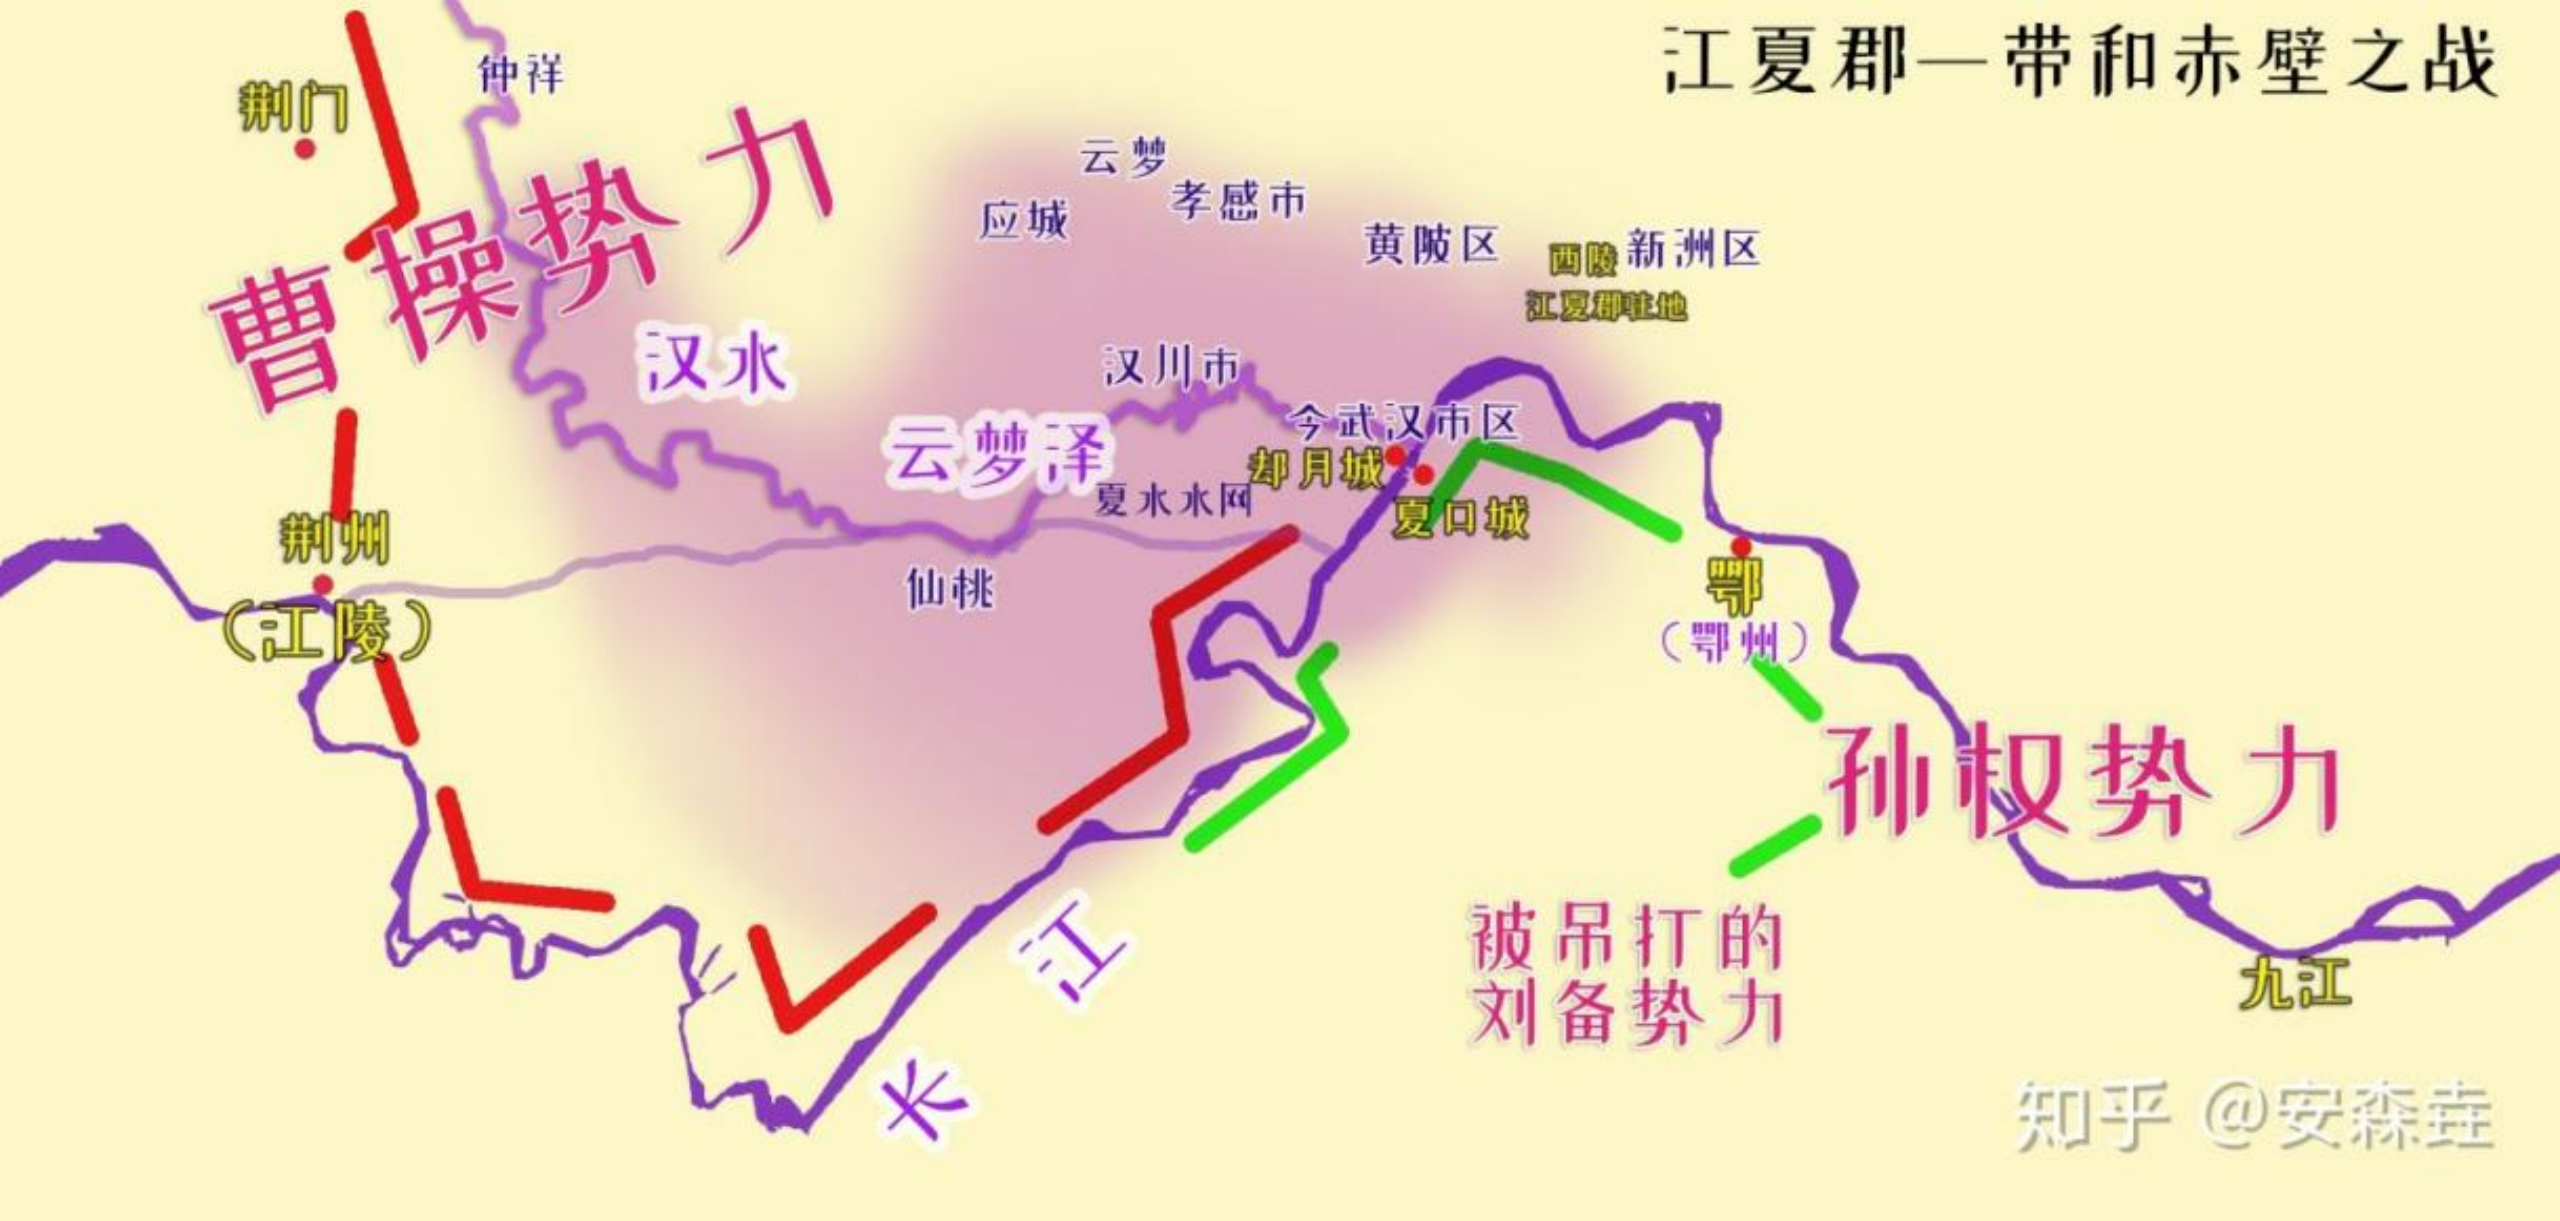 江夏郡一带和赤壁之战
钟祥
荆门
曹操势力
云梦
孝感市
应城
黄陂区
西陵
新洲区
江夏郡驻地
汉水
汉川市
云梦泽
今武汉市区
却月城
夏水水网
夏口城
荆州
(江陵)
仙桃
鄂
(鄂州)
孙权势力
被吊打的
刘备势力
长江
九江
知乎 @安森垚